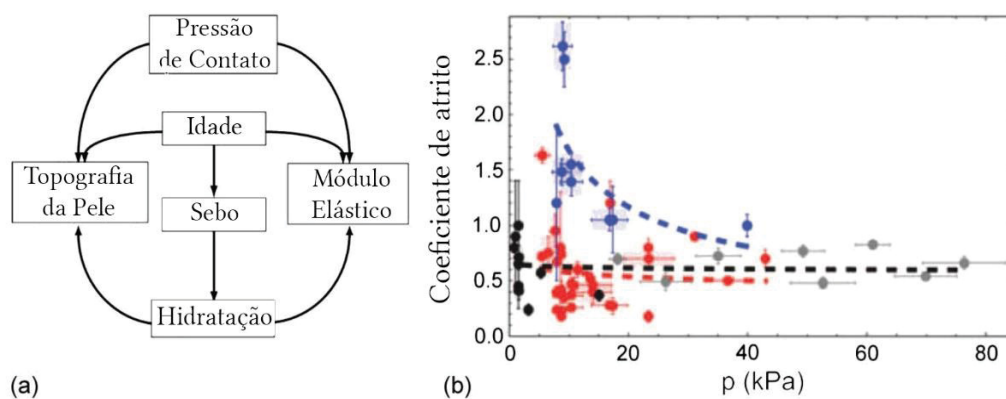 Pressão
de Contato
Idade
Topografia
da Pele
Sebo
Módulo
Elástico
Hidratação
(a)
Coeficiente de atrito
2.5
2.0
1.5
1.0
0.5
0.0
0
20
40
60
80
p (kPa)
(b)